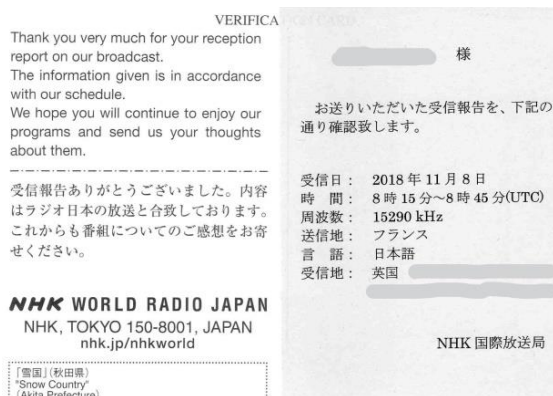 VERIFICA
Thank you very much for your reception
report on our broadcast.
The information given is in accordance
with our schedule.
We hope you will continue to enjoy our
programs and send us your thoughts
about them.
受信報告ありがとうございました。内容
はラジオ日本の放送と合致しております。
これからも番組についてのご感想をお寄
せください。
NHK WORLD RADIO JAPAN
NHK, TOKYO 150-8001, JAPAN
nhk.jp/nhkworld
「雪国」(秋田県)
"Snow Country"
(Akita Prefecture)
様
お送りいただいた受信報告を、下記の
通り確認致します。
受信日： 2018 年 11 月 8 日
時　間： 8 時 15 分～8 時 45 分(UTC)
周波数： 15290 kHz
送信地： フランス
言　語： 日本語
受信地： 英国
NHK 国際放送局